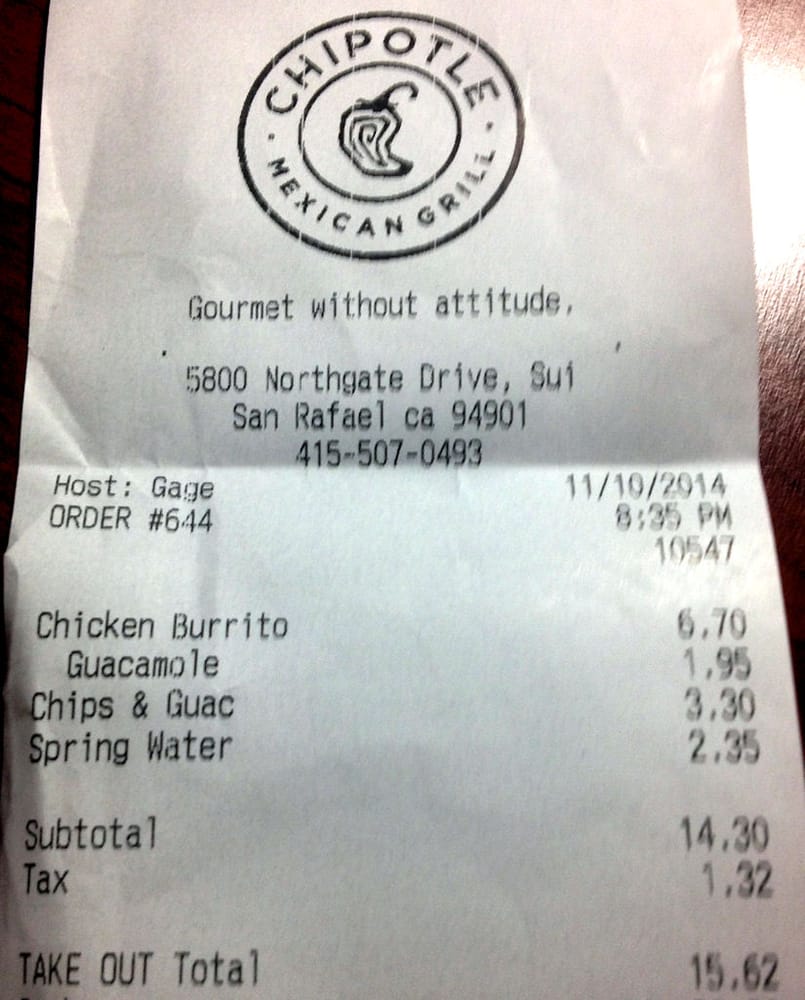 CHIPOTLE
MEXICAN GRILL
Gourmet without attitude.
5800 Northgate Drive, Sui
San Rafael ca 94901
415-507-0493
Host: Gage 11/10/2014
ORDER #644 8:35 PM
10547
Chicken Burrito 6.70
Guacamole 1.95
Chips & Guac 3.30
Spring Water 2.35
Subtotal 14.30
Tax 1.32
TAKE OUT Total 15.62